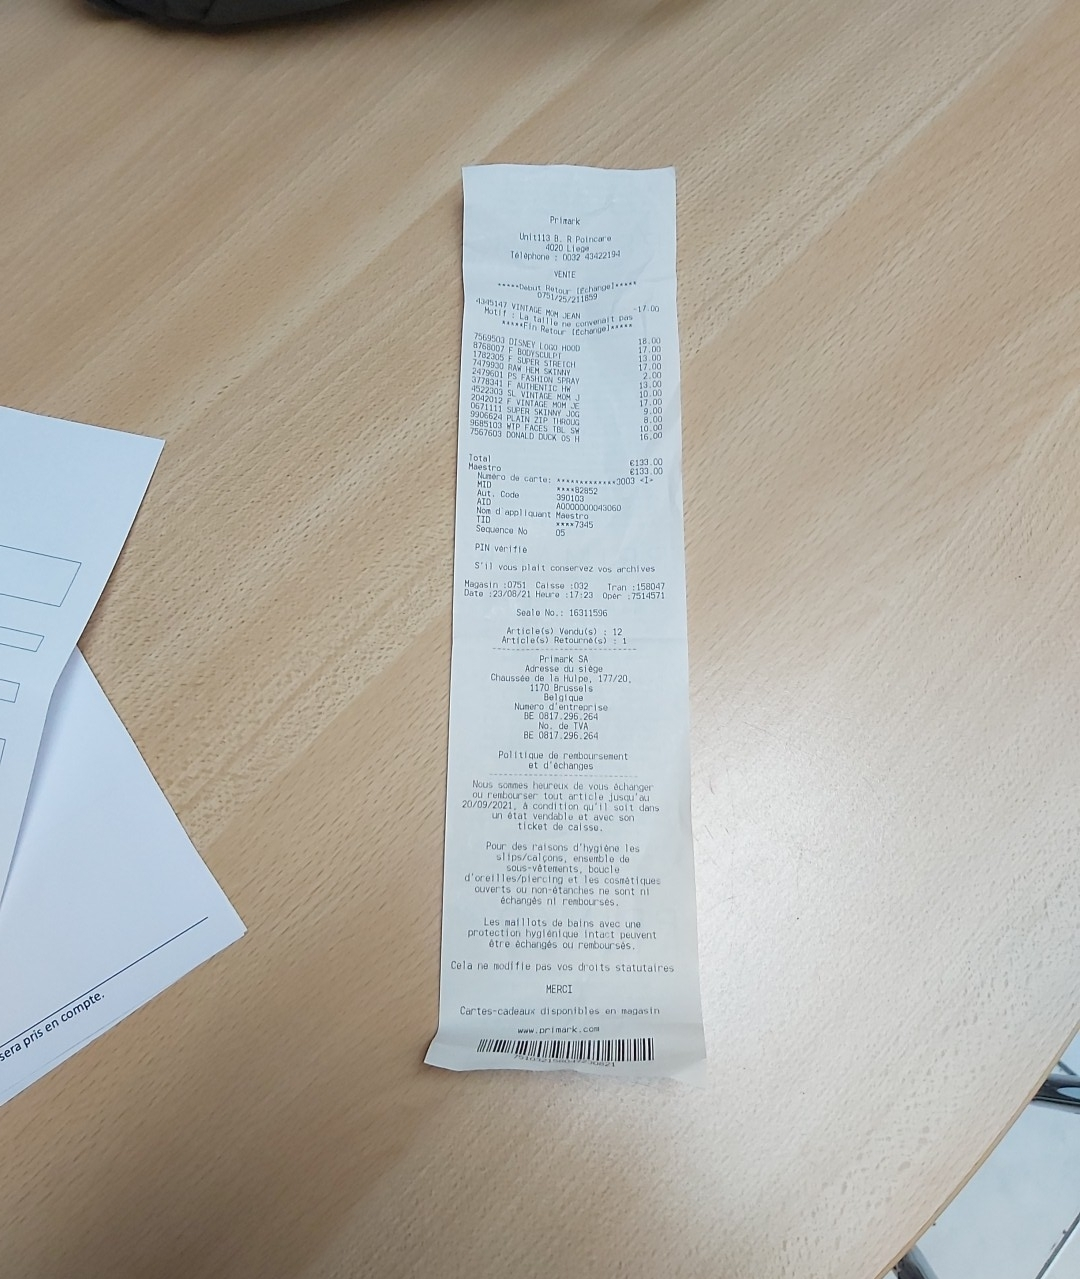 Primark
Unit113 B. R Poincare
4020 Liege
Téléphone : 0032 43422194
VENTE
*****Début Retour [Échange]*****
0751/25/211859
4345147 VINTAGE MOM JEAN -17.00
Motif : La taille ne convenait pas
*****Fin Retour [Échange]*****
7569503 DISNEY LOGO HOOD 18.00
8768007 F BODYSCULPT 17.00
1782305 F SUPER STRETCH 13.00
7479930 RAW HEM SKINNY 17.00
2479601 PS FASHION SPRAY 2.00
3778341 F AUTHENTIC HW 13.00
4522303 SL VINTAGE MOM J 10.00
2042012 F VINTAGE MOM JE 17.00
0671111 SUPER SKINNY JOG 9.00
9906624 PLAIN ZIP THROUG 8.00
9685103 WTP FACES TBL SW 10.00
7567603 DONALD DUCK OS H 16.00
Total €133.00
Maestro €133.00
Numéro de carte: *************3003 <I>
MID ****82852
Aut. Code 390103
AID A0000000043060
Nom d'appliquant Maestro
TID ****7345
Sequence No 05
PIN vérifié
S'il vous plaît conservez vos archives
Magasin :0751 Caisse :032 Tran :158047
Date :23/08/21 Heure :17:23 Oper :7514571
Seale No.: 16311596
Article(s) Vendu(s) : 12
Article(s) Retourné(s) : 1
Primark SA
Adresse du siège
Chaussée de la Hulpe, 177/20,
1170 Brussels
Belgique
Numero d'entreprise
BE 0817.296.264
No. de TVA
BE 0817.296.264
Politique de remboursement
et d'échanges
Nous sommes heureux de vous échanger
ou rembourser tout article jusqu'au
20/09/2021, à condition qu'il soit dans
un état vendable et avec son
ticket de caisse.
Pour des raisons d'hygiène les
slips/calçons, ensemble de
sous-vêtements, boucle
d'oreilles/piercing et les cosmétiques
ouverts ou non-étanches ne sont ni
échangés ni remboursés.
Les maillots de bains avec une
protection hygiénique intact peuvent
être échangés ou remboursés.
Cela ne modifie pas vos droits statutaires
MERCI
Cartes-cadeaux disponibles en magasin
www.primark.com
sera pris en compte.